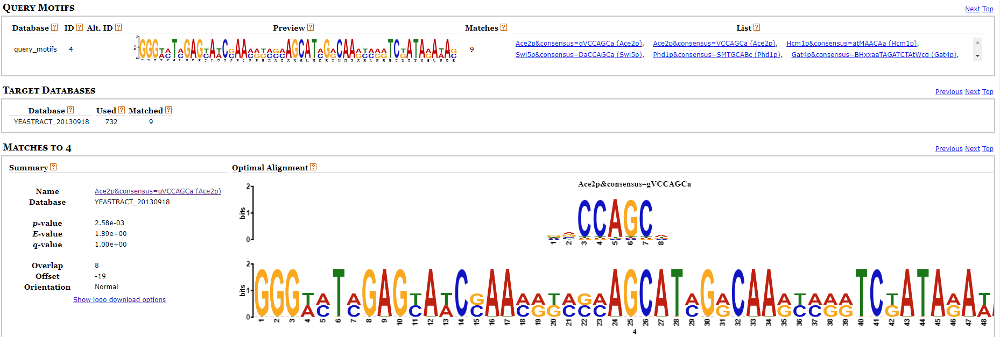 QUERY MOTIFS
Next Top
Database ? ID ? Alt. ID ? Preview ? Matches ? List ?
query_motifs 4 9 Ace2p&consensus=gVCCAGCa (Ace2p), Ace2p&consensus=VCCAGCa (Ace2p), Hcm1p&consensus=atMAACAa (Hcm1p),
Swi5p&consensus=DaCCAGCa (Swi5p), Phd1p&consensus=SMTGCABc (Phd1p), Gat4p&consensus=BHxxaaTAGATCTAtWcg (Gat4p),
TARGET DATABASES
Previous Next Top
Database ? Used ? Matched ?
YEASTRACT_20130918 732 9
MATCHES TO 4
Previous Next Top
Summary ? Optimal Alignment ?
Name Ace2p&consensus=gVCCAGCa (Ace2p)
Database YEASTRACT_20130918
p-value 2.58e-03
E-value 1.89e+00
q-value 1.00e+00
Overlap 8
Offset -19
Orientation Normal
Show logo download options
Ace2p&consensus=gVCCAGCa
2
bits
1
0
CCAGC
1 2 3 4 5 6 7 8
2
bits
1
0
1 2 3 4 5 6 7 8 9 10 11 12 13 14 15 16 17 18 19 20 21 22 23 24 25 26 27 28 29 30 31 32 33 34 35 36 37 38 39 40 41 42 43 44 45 46 47 48
4